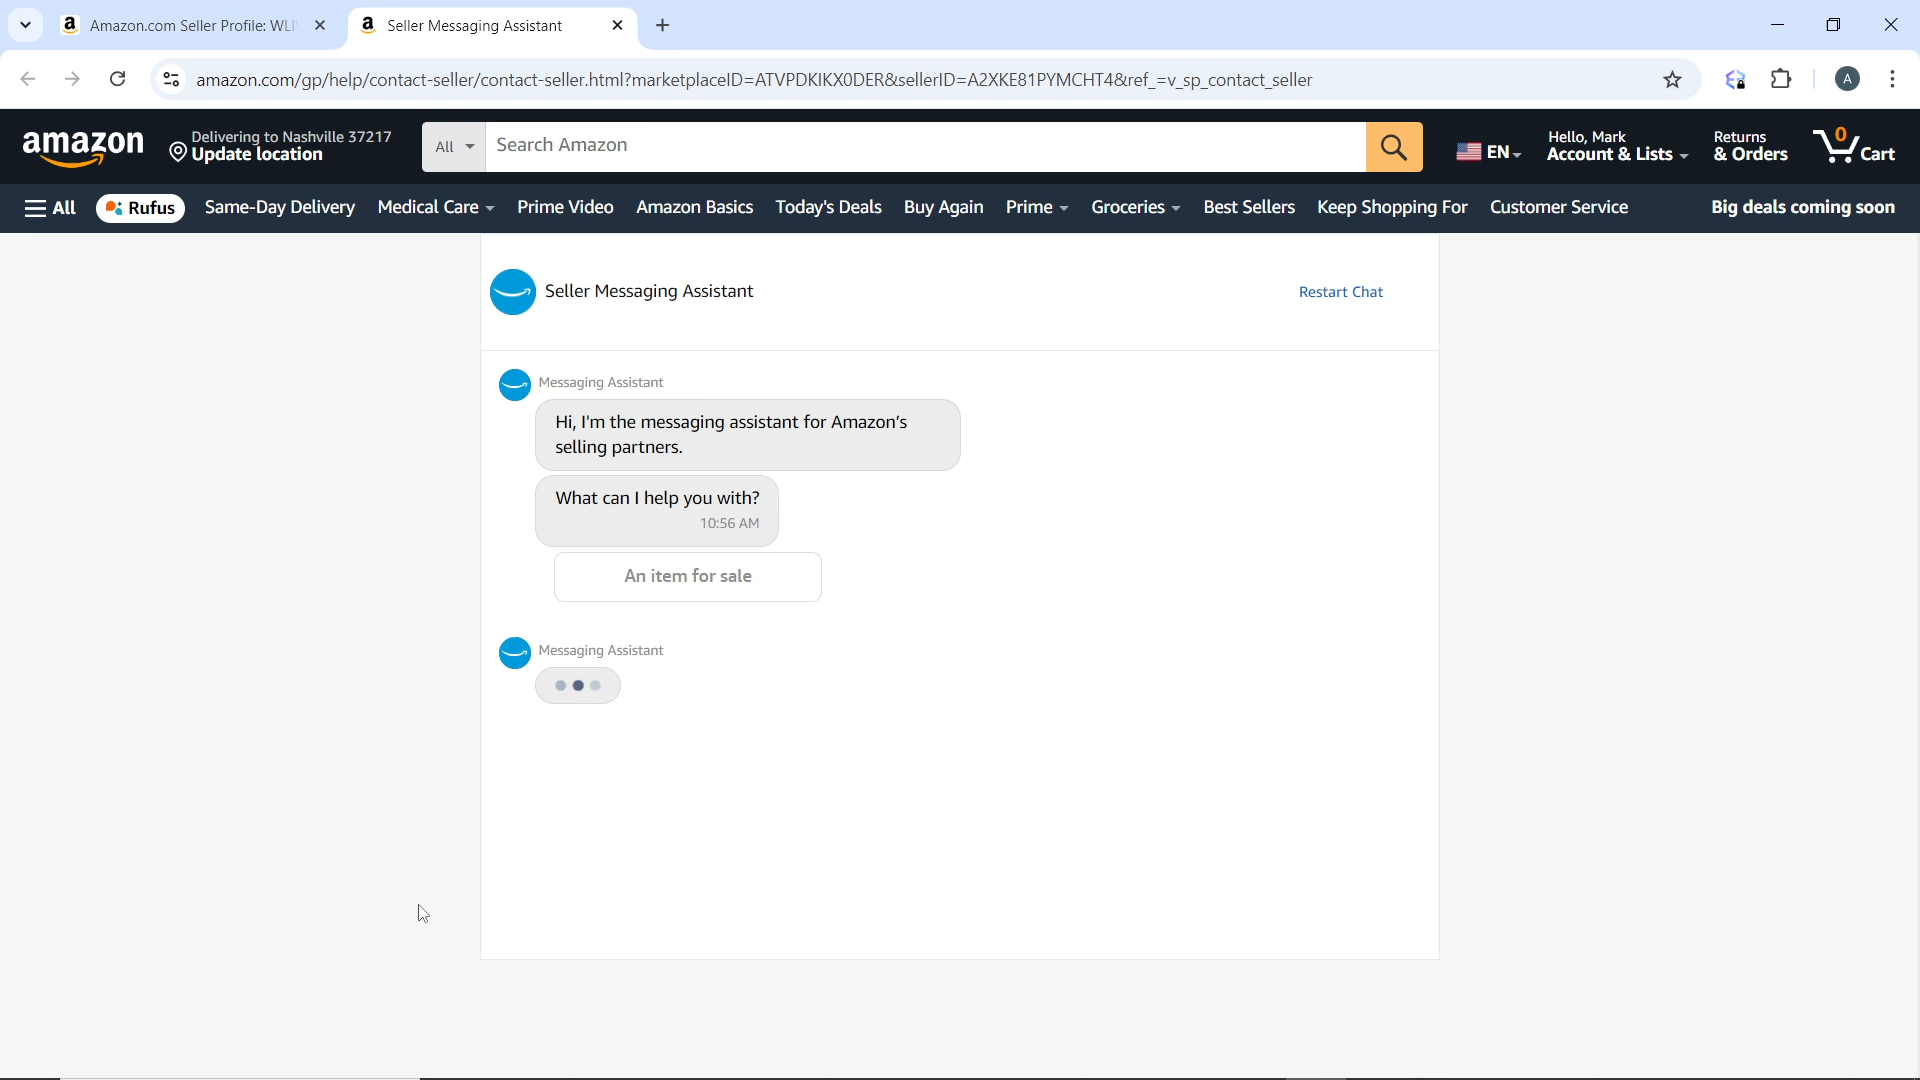 Amazon.com Seller Profile: WLI
Seller Messaging Assistant
amazon.com/gp/help/contact-seller/contact-seller.html?marketplaceID=ATVPDKIKX0DER&sellerID=A2XKE81PYMCHT4&ref_=v_sp_contact_seller
A
amazon
Delivering to Nashville 37217
Update location
All
Search Amazon
EN
Hello, Mark
Account & Lists
Returns
& Orders
0
Cart
All
Rufus
Same-Day Delivery
Medical Care
Prime Video
Amazon Basics
Today's Deals
Buy Again
Prime
Groceries
Best Sellers
Keep Shopping For
Customer Service
Big deals coming soon
Seller Messaging Assistant
Restart Chat
Messaging Assistant
Hi, I'm the messaging assistant for Amazon's
selling partners.
What can I help you with?
10:56 AM
An item for sale
Messaging Assistant